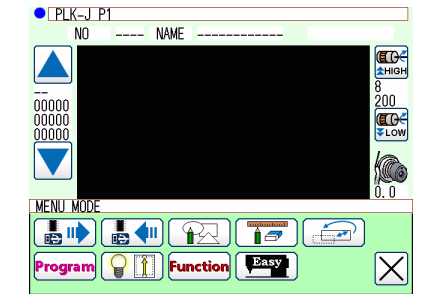 PLK-J P1
NO ---- NAME ------------
HIGH
8
200
LOW
--
00000
00000
00000
0.0
MENU MODE
Program
Function
Easy